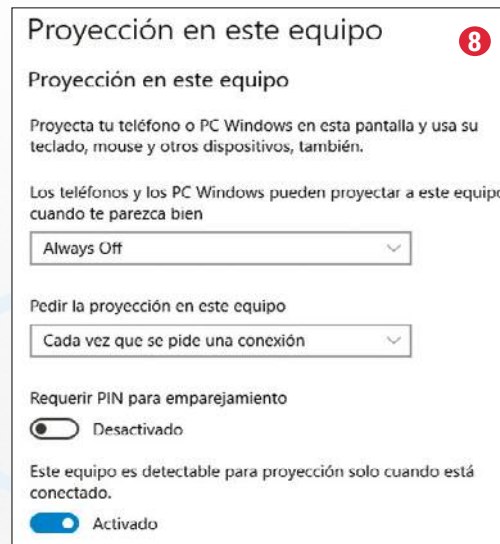 Proyección en este equipo
8
Proyección en este equipo
Proyecta tu teléfono o PC Windows en esta pantalla y usa su
teclado, mouse y otros dispositivos, también.
Los teléfonos y los PC Windows pueden proyectar a este equipo
cuando te parezca bien
Always Off
Pedir la proyección en este equipo
Cada vez que se pide una conexión
Requerir PIN para emparejamiento
Desactivado
Este equipo es detectable para proyección solo cuando está
conectado.
Activado